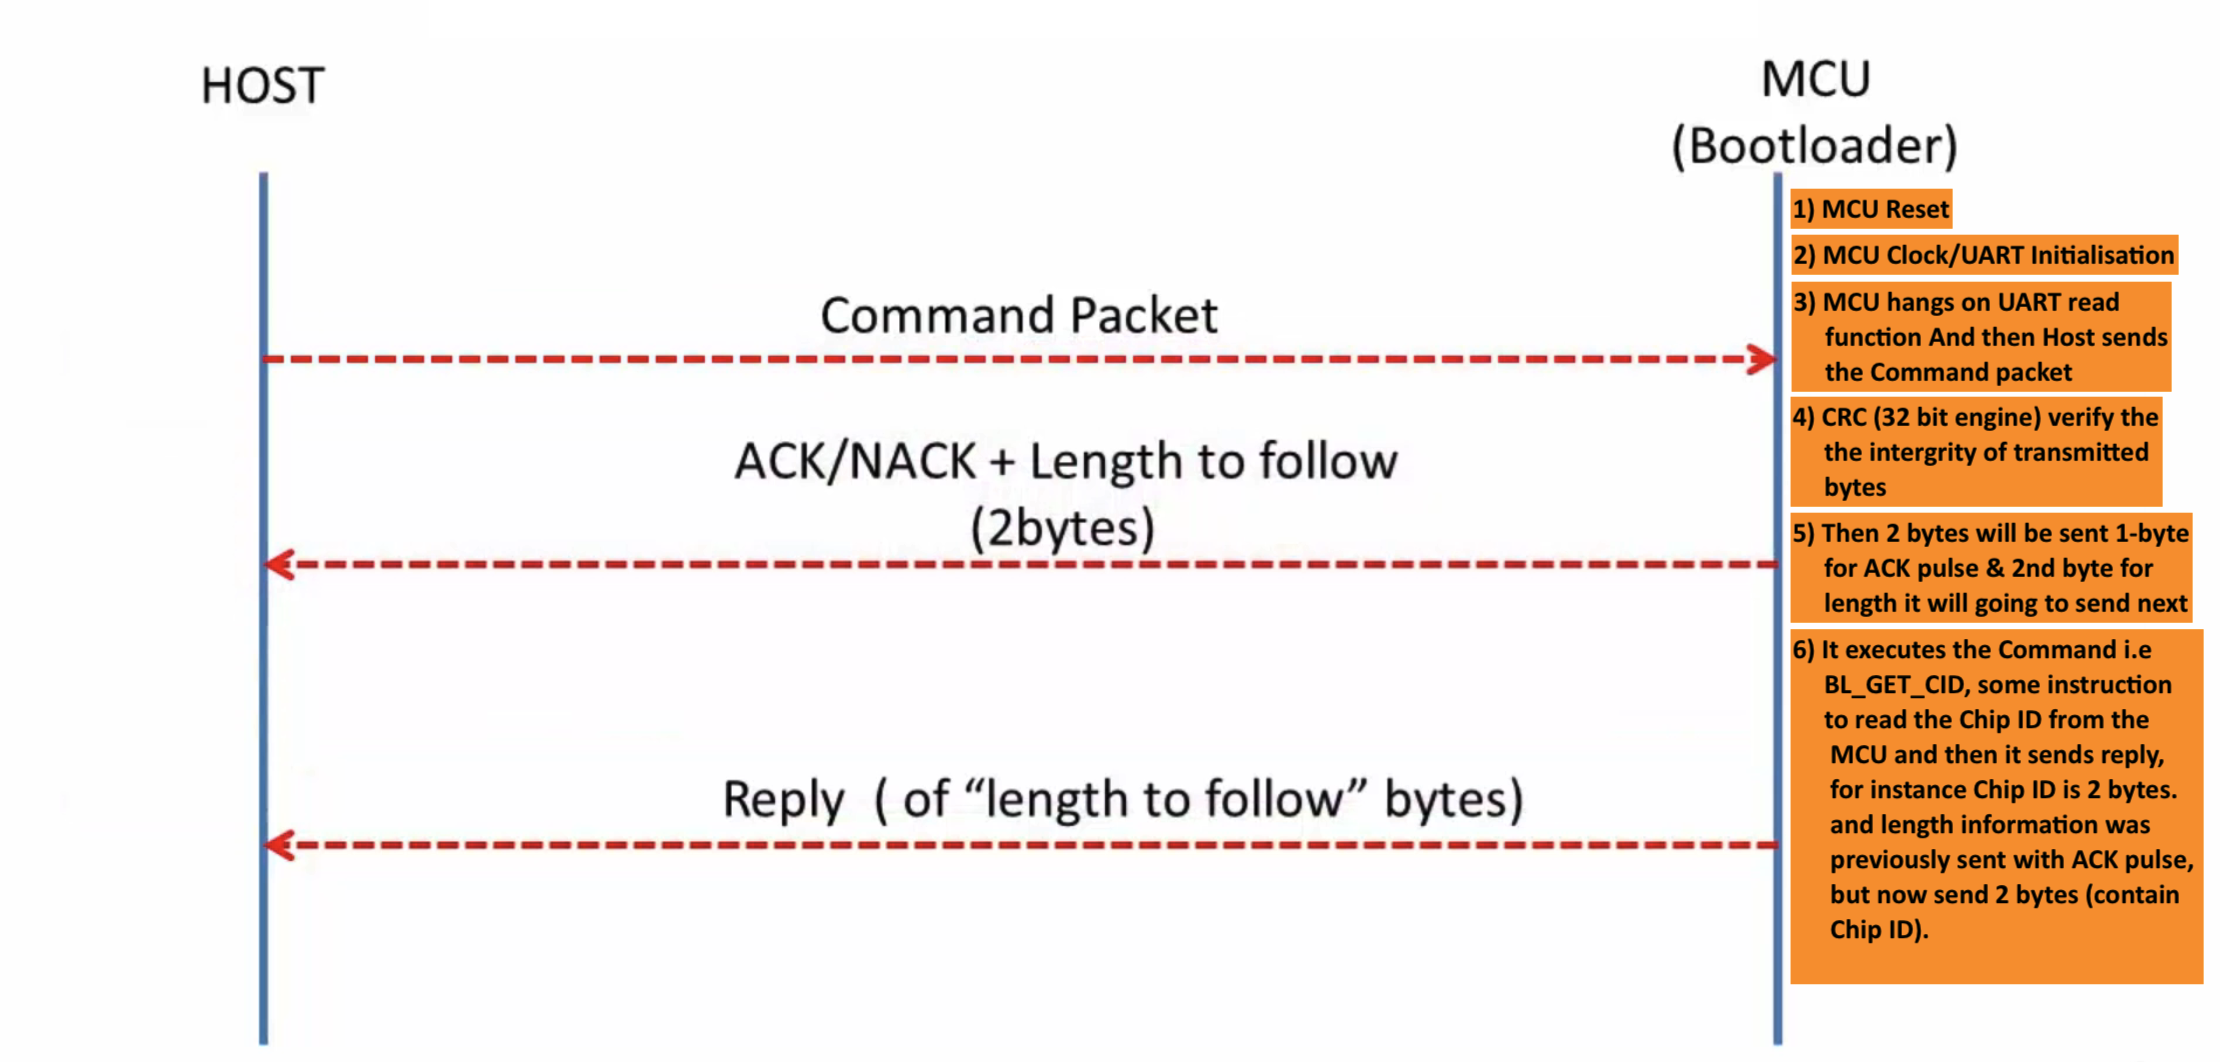 HOST
MCU
(Bootloader)
1) MCU Reset
2) MCU Clock/UART Initialisation
Command Packet
3) MCU hangs on UART read
function And then Host sends
the Command packet
4) CRC (32 bit engine) verify the
the intergrity of transmitted
bytes
ACK/NACK + Length to follow
(2bytes)
5) Then 2 bytes will be sent 1-byte
for ACK pulse & 2nd byte for
length it will going to send next
6) It executes the Command i.e
BL_GET_CID, some instruction
to read the Chip ID from the
MCU and then it sends reply,
for instance Chip ID is 2 bytes.
and length information was
previously sent with ACK pulse,
but now send 2 bytes (contain
Chip ID).
Reply ( of “length to follow” bytes)